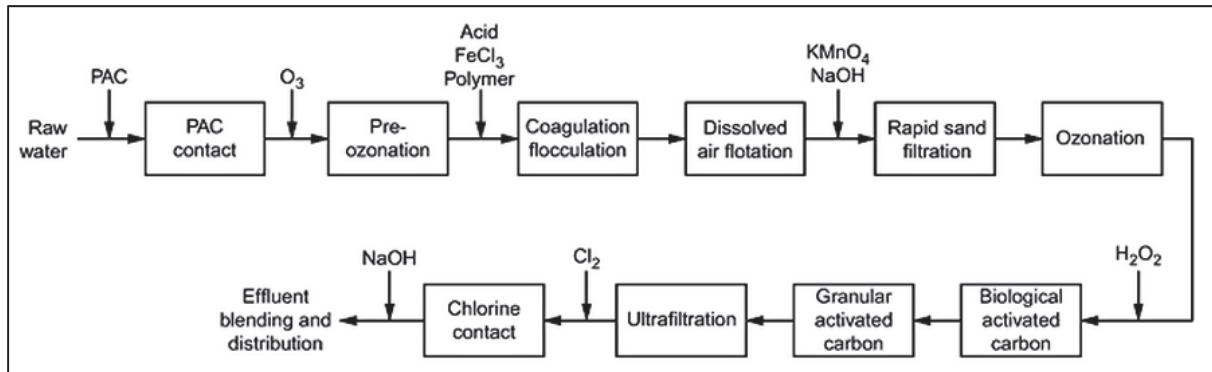 PAC
O₃
Acid
FeCl₃
Polymer
KMnO₄
NaOH
Raw
water
PAC
contact
Pre-
ozonation
Coagulation
flocculation
Dissolved
air flotation
Rapid sand
filtration
Ozonation
NaOH
Cl₂
H₂O₂
Effluent
blending and
distribution
Chlorine
contact
Ultrafiltration
Granular
activated
carbon
Biological
activated
carbon